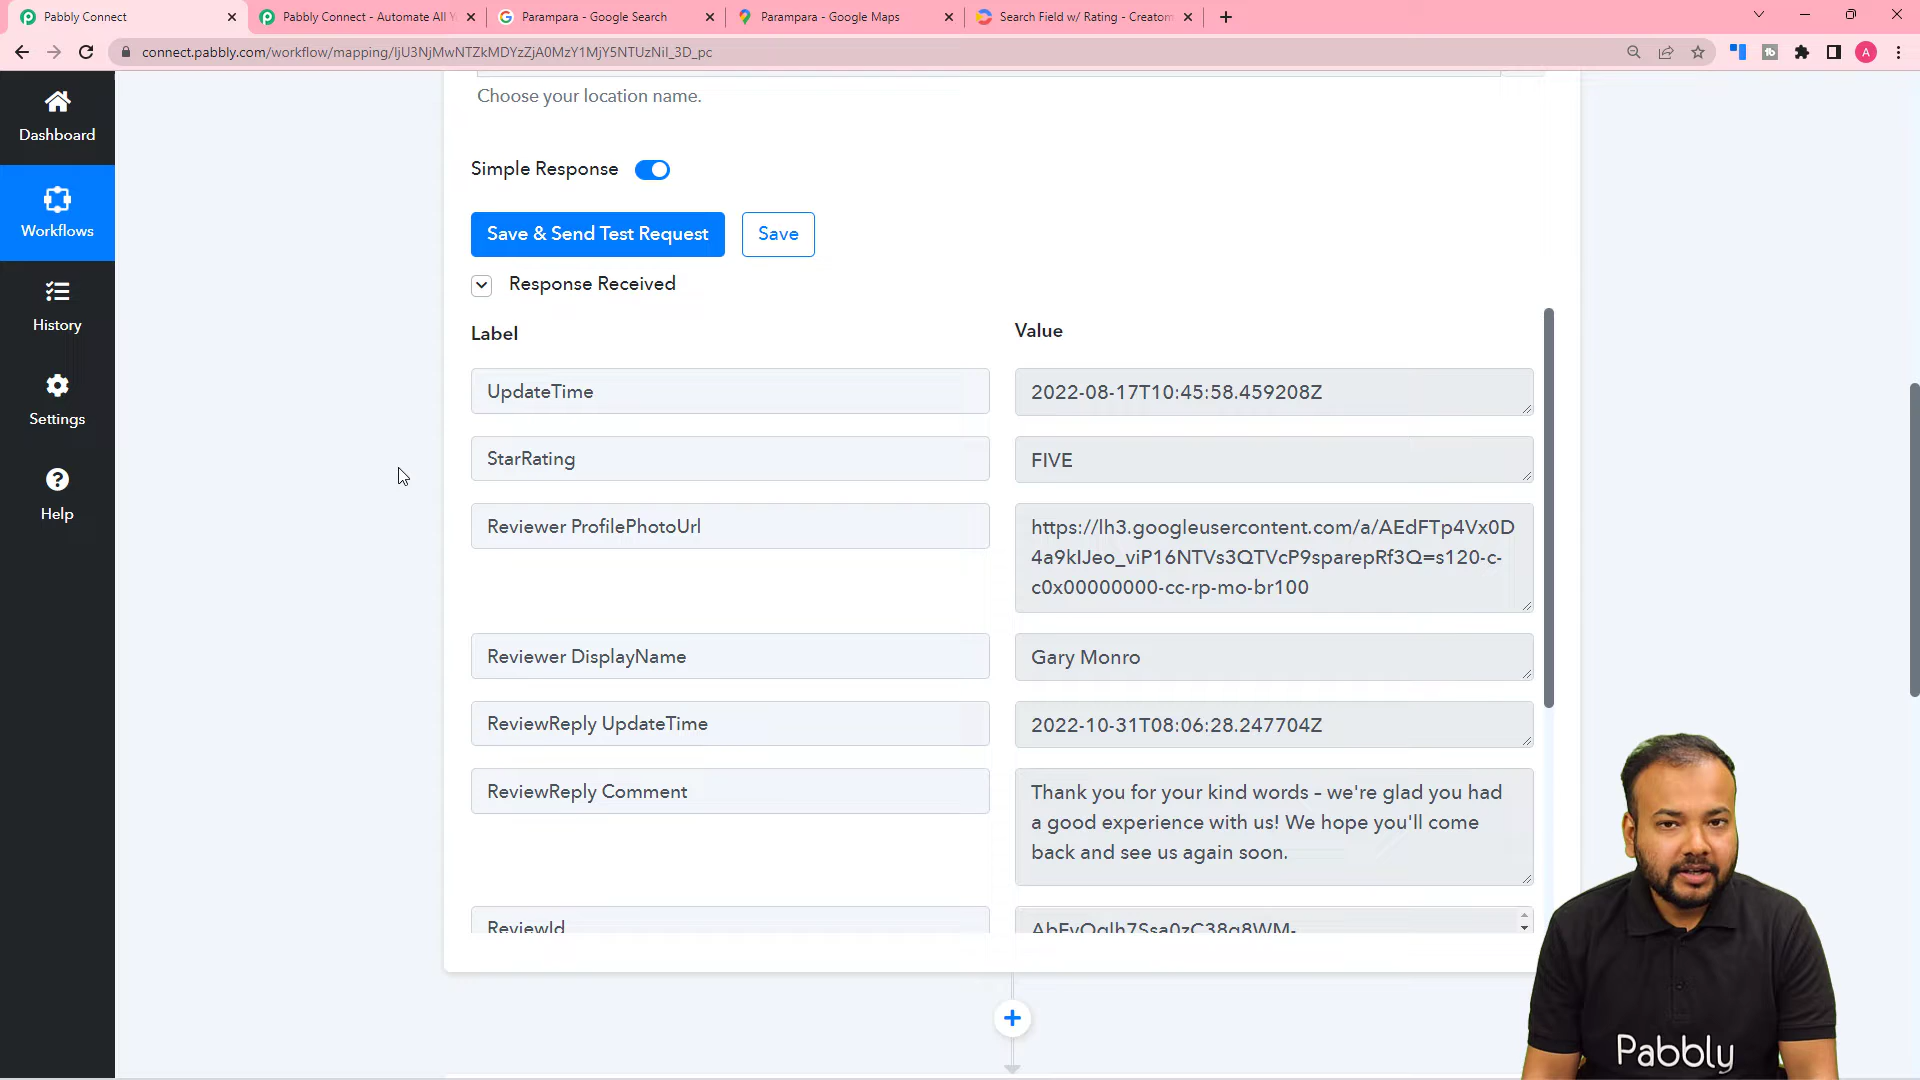 Pabbly Connect
Pabbly Connect - Automate All Y
Parampara - Google Search
Parampara - Google Maps
Search Field w/ Rating - Creatom
connect.pabbly.com/workflow/mapping/IjU3NjMwNTZkMDYzZjA0MzY1MjY5NTUzNiI_3D_pc
A
Choose your location name.
Dashboard
Simple Response
Workflows
Save & Send Test Request
Save
Response Received
History
Label
Value
UpdateTime
2022-08-17T10:45:58.459208Z
Settings
StarRating
FIVE
Help
Reviewer ProfilePhotoUrl
https://lh3.googleusercontent.com/a/AEdFTp4Vx0D
4a9kIJeo_viP16NTVs3QTVcP9sparepRf3Q=s120-c-
c0x00000000-cc-rp-mo-br100
Reviewer DisplayName
Gary Monro
ReviewReply UpdateTime
2022-10-31T08:06:28.247704Z
ReviewReply Comment
Thank you for your kind words – we're glad you had
a good experience with us! We hope you'll come
back and see us again soon.
ReviewId
Pabbly